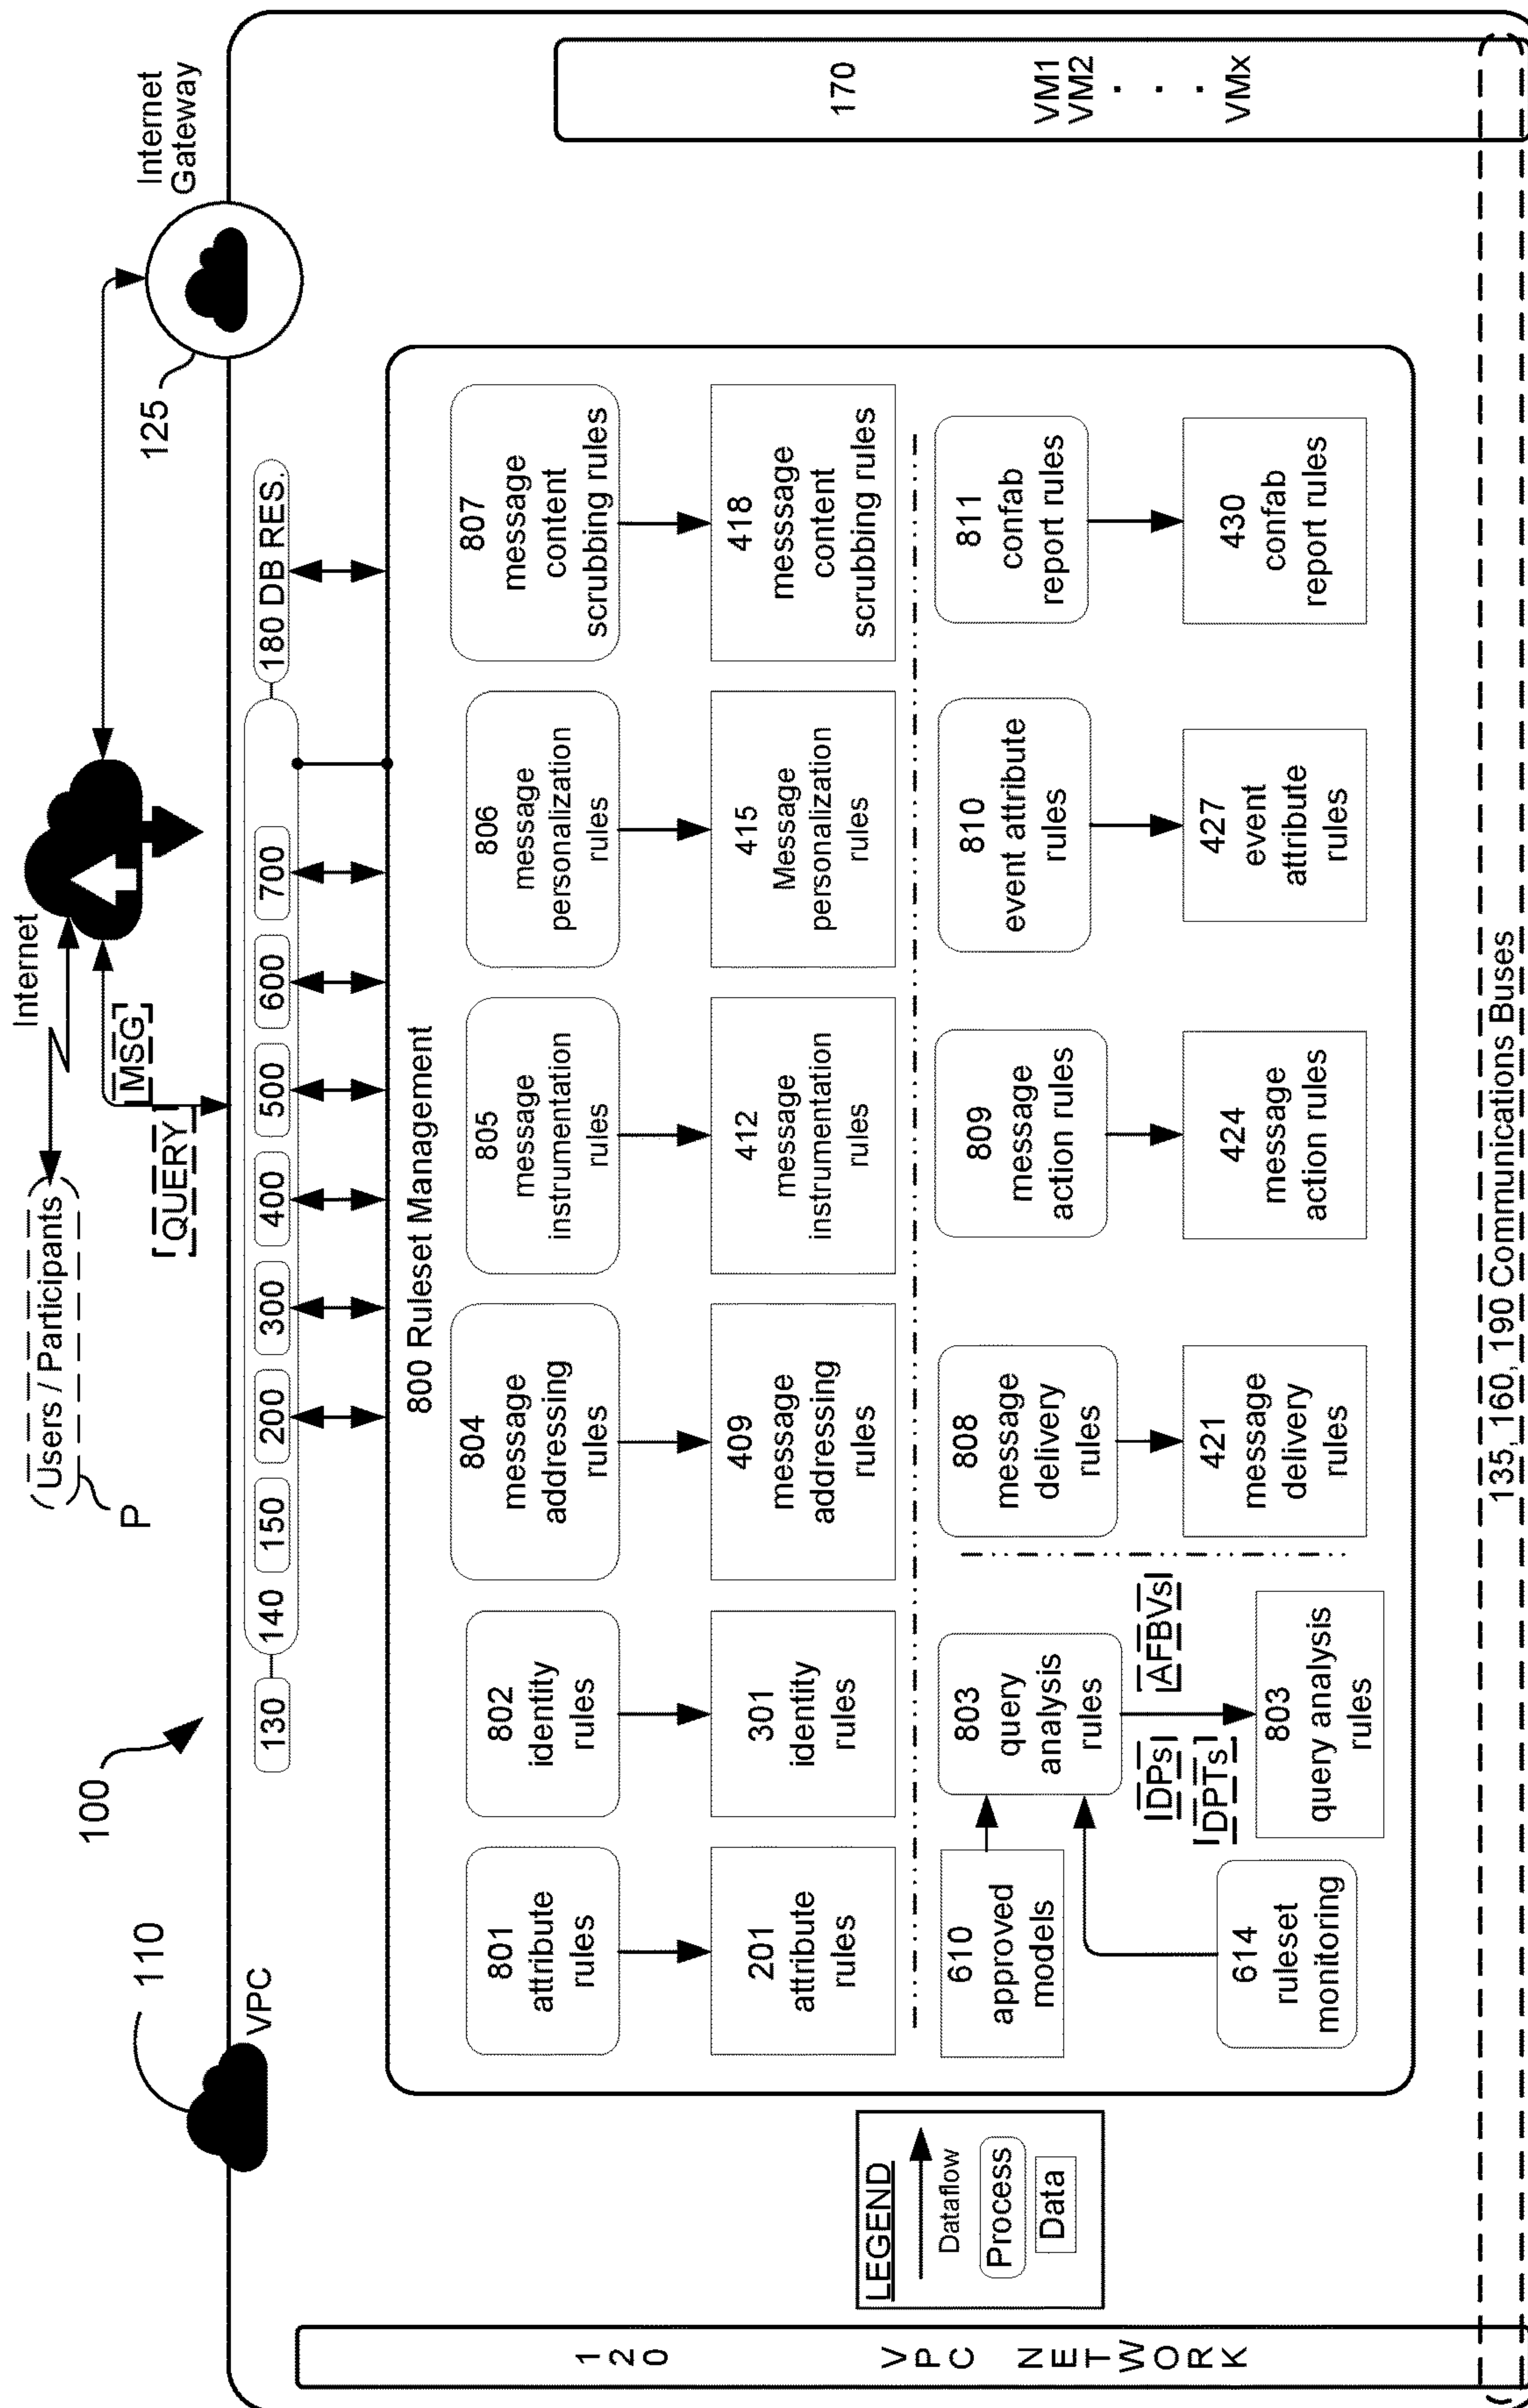 Users / Participants
P
Internet
MSG
QUERY
Internet
Gateway
125
100
110
VPC
130
140
150
200
300
400
500
600
700
180 DB RES.
800 Ruleset Management
801
attribute
rules
802
identity
rules
804
message
addressing
rules
805
message
instrumentation
rules
806
message
personalization
rules
807
message
content
scrubbing rules
201
attribute
rules
301
identity
rules
409
message
addressing
rules
412
message
instrumentation
rules
415
Message
personalization
rules
418
messsage
content
scrubbing rules
610
approved
models
803
query
analysis
rules
808
message
delivery
rules
809
message
action rules
810
event attribute
rules
811
confab
report rules
614
ruleset
monitoring
IDPs
DPTs
AFBVs
803
query analysis
rules
421
message
delivery
rules
424
message
action rules
427
event
attribute
rules
430
confab
report rules
LEGEND
Dataflow
Process
Data
120
VPC NETWORK
170
VM1
VM2
.
.
.
VMx
135, 160, 190 Communications Buses